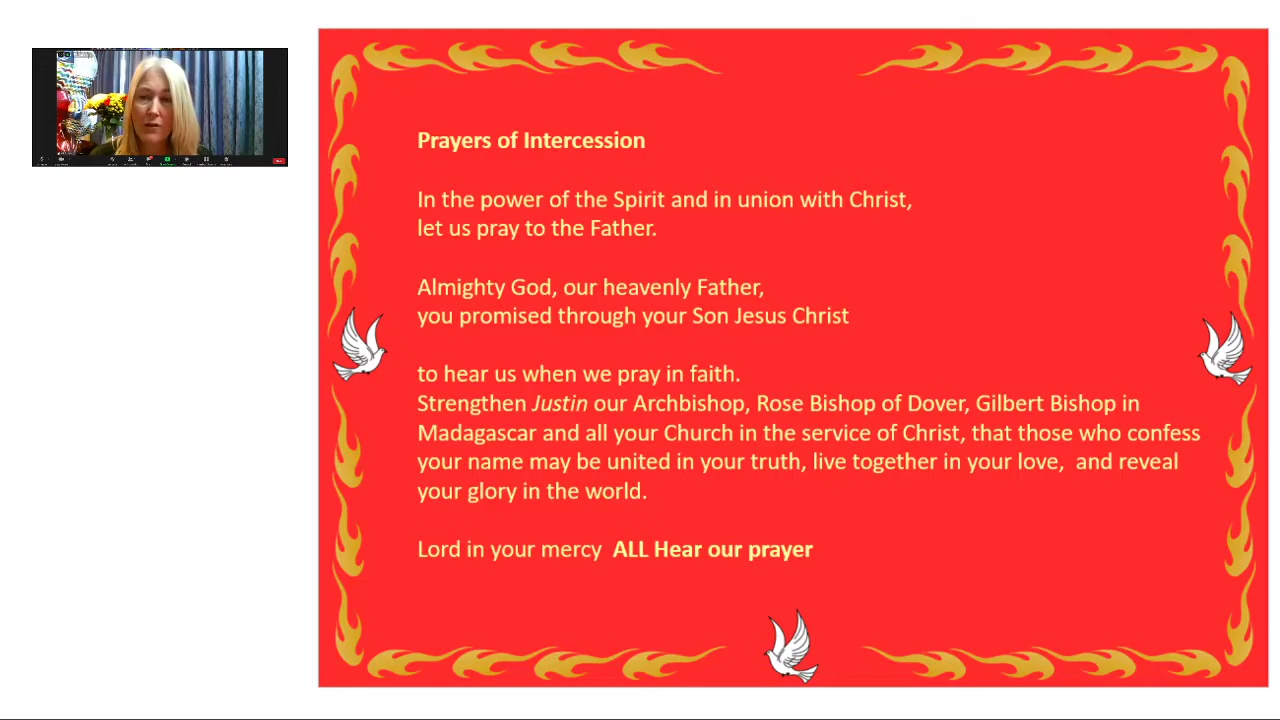 Prayers of Intercession
In the power of the Spirit and in union with Christ,
let us pray to the Father.
Almighty God, our heavenly Father,
you promised through your Son Jesus Christ
to hear us when we pray in faith.
Strengthen Justin our Archbishop, Rose Bishop of Dover, Gilbert Bishop in
Madagascar and all your Church in the service of Christ, that those who confess
your name may be united in your truth, live together in your love,  and reveal
your glory in the world.
Lord in your mercy  ALL Hear our prayer